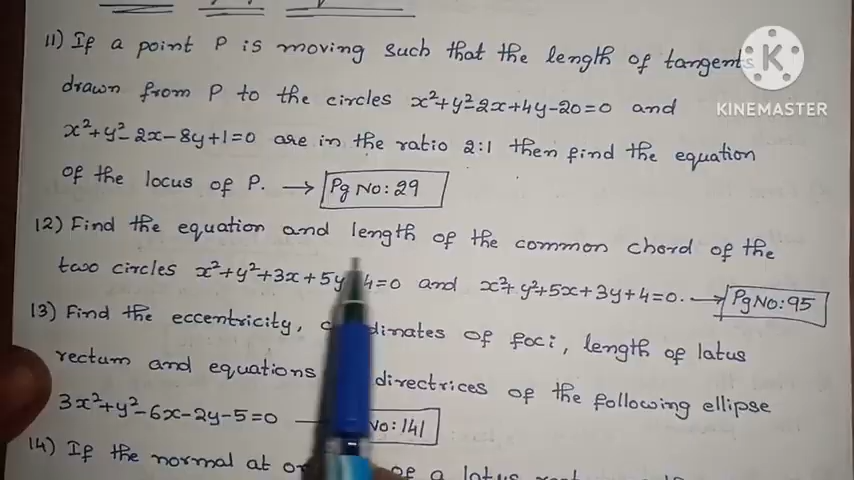 11) If a point P is moving such that the length of tangents
drawn from P to the circles x²+y²-2x+4y-20=0 and
x²+y²-2x-8y+1=0 are in the ratio 2:1 then find the equation
of the locus of P. → Pg No:29
12) Find the equation and length of the common chord of the
two circles x²+y²+3x+5y 4=0 and x²+y²+5x+3y+4=0. → Pg No:95
13) Find the eccentricity, dinates of foci, length of latus
rectum and equations directrices of the following ellipse
3x²+y²-6x-2y-5=0 No:141
14) If the normal at of a latus
K
KINEMASTER